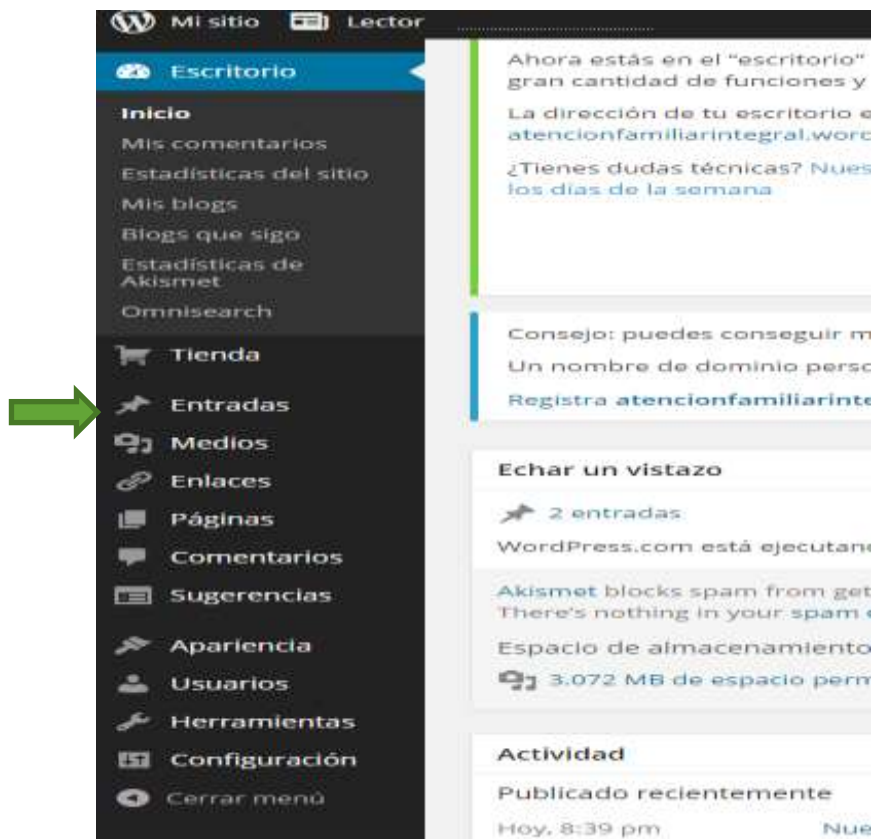 Mi sitio Lector
Escritorio
Inicio
Mis comentarios
Estadísticas del sitio
Mis blogs
Blogs que sigo
Estadísticas de
Akismet
Omnisearch
Tienda
Entradas
Medios
Enlaces
Páginas
Comentarios
Sugerencias
Apariencia
Usuarios
Herramientas
Configuración
Cerrar menú
Ahora estás en el "escritorio"
gran cantidad de funciones y
La dirección de tu escritorio e
atencionfamiliarintegral.word
¿Tienes dudas técnicas? Nues
los días de la semana
Consejo: puedes conseguir m
Un nombre de dominio perso
Registra atencionfamiliarinte
Echar un vistazo
2 entradas
WordPress.com está ejecutan
Akismet blocks spam from get
There's nothing in your spam
Espacio de almacenamiento
3.072 MB de espacio perm
Actividad
Publicado recientemente
Hoy, 8:39 pm Nue